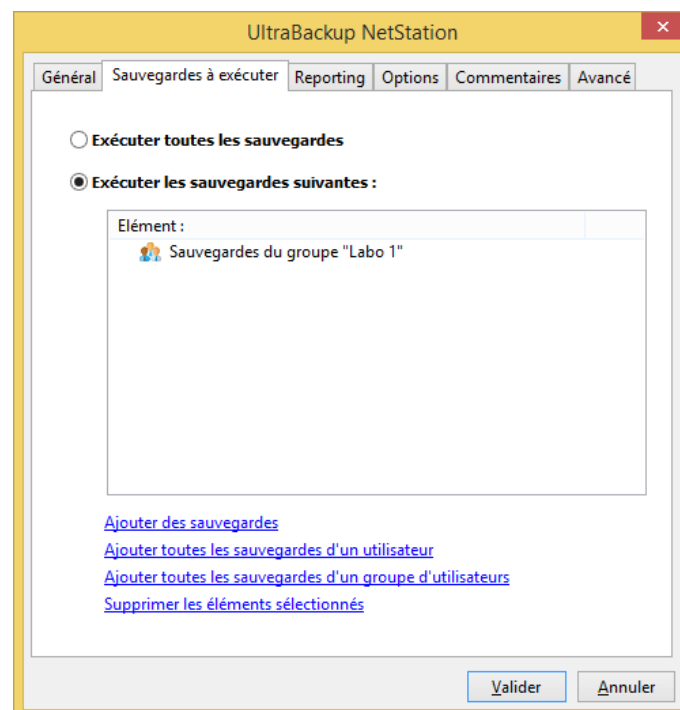 UltraBackup NetStation
Général Sauvegardes à exécuter Reporting Options Commentaires Avancé
Exécuter toutes les sauvegardes
Exécuter les sauvegardes suivantes :
Elément :
Sauvegardes du groupe "Labo 1"
Ajouter des sauvegardes
Ajouter toutes les sauvegardes d'un utilisateur
Ajouter toutes les sauvegardes d'un groupe d'utilisateurs
Supprimer les éléments sélectionnés
Valider Annuler